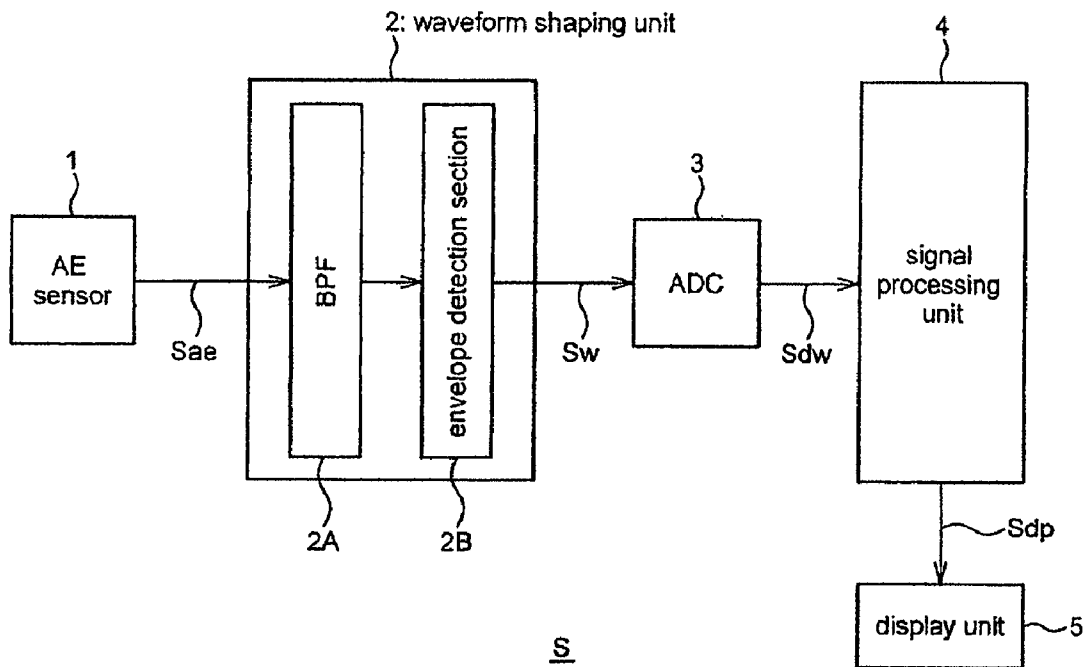 2: waveform shaping unit
4
1
3
AE
sensor
BPF
envelope detection section
ADC
signal
processing
unit
Sae
Sw
Sdw
2A
2B
Sdp
display unit
5
S